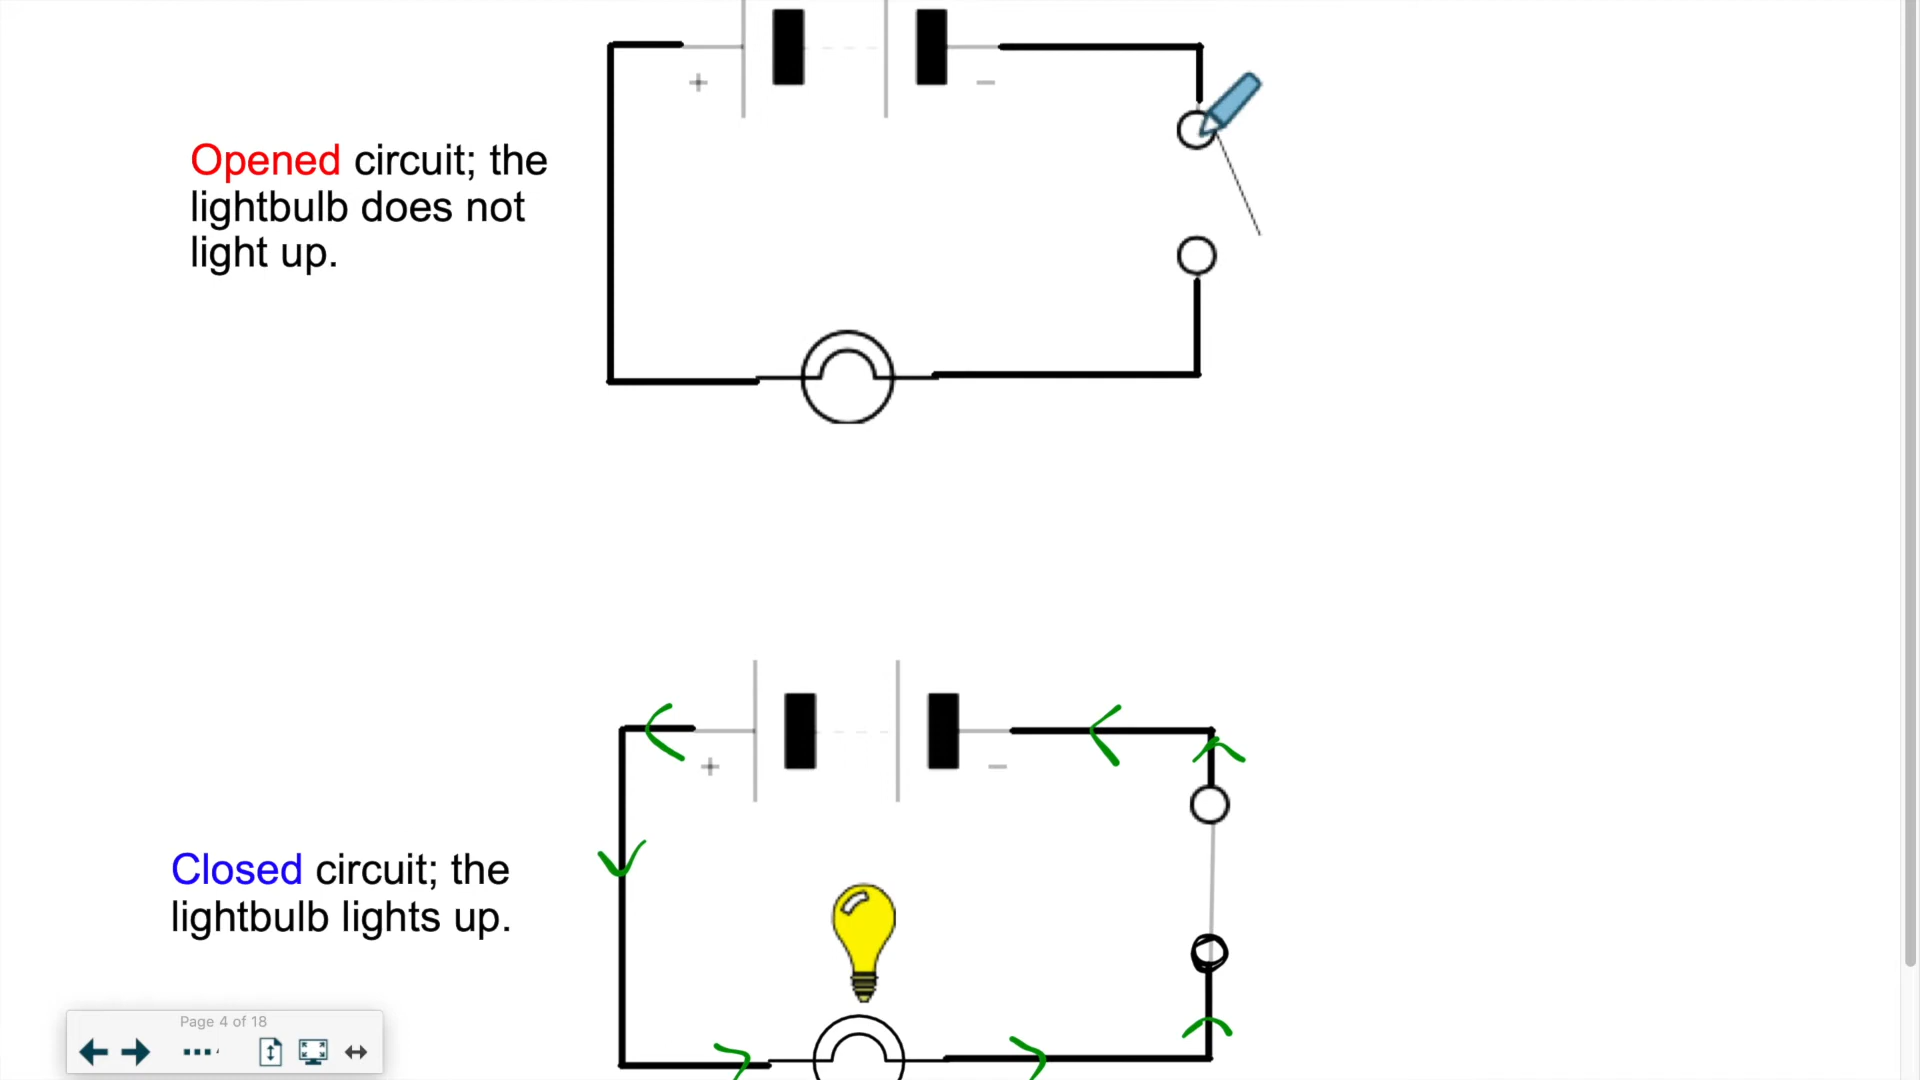 +
−
Opened circuit; the
lightbulb does not
light up.
+
−
Closed circuit; the
lightbulb lights up.
Page 4 of 18